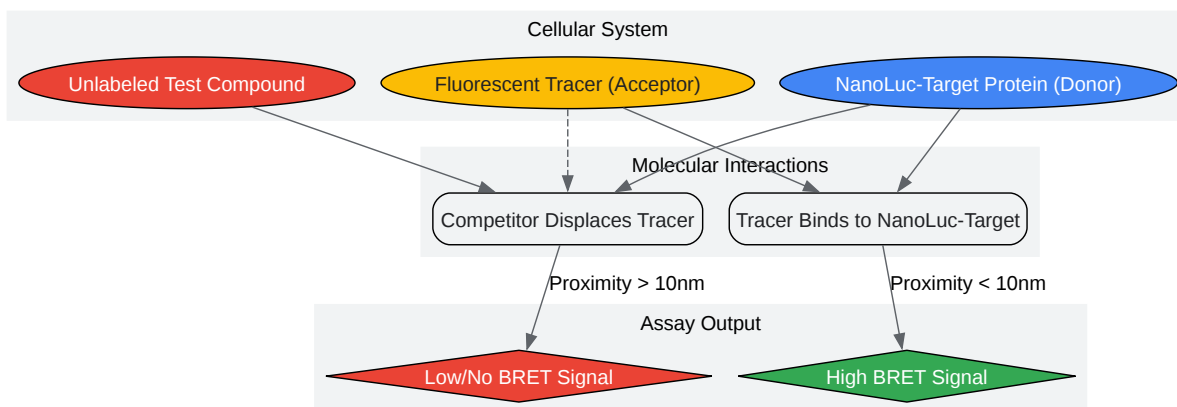 Cellular System
Unlabeled Test Compound
Fluorescent Tracer (Acceptor)
NanoLuc-Target Protein (Donor)
Molecular Interactions
Competitor Displaces Tracer
Tracer Binds to NanoLuc-Target
Proximity > 10nm
Proximity < 10nm
Assay Output
Low/No BRET Signal
High BRET Signal